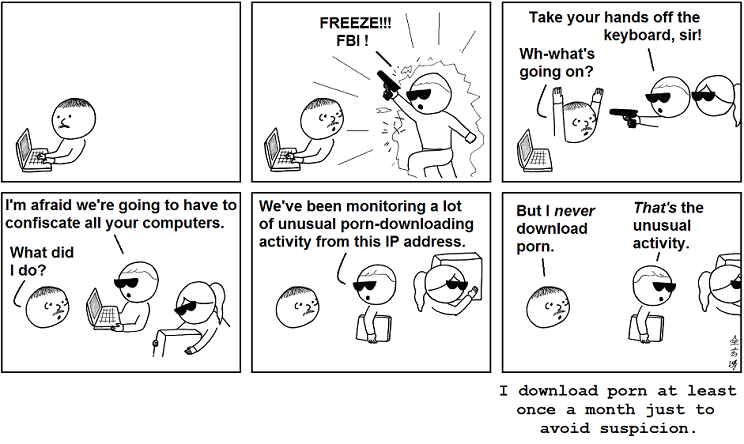 FREEZE!!!
FBI !
Take your hands off the
keyboard, sir!
Wh-what's
going on?
I'm afraid we're going to have to
confiscate all your computers.
What did
I do?
We've been monitoring a lot
of unusual porn-downloading
activity from this IP address.
But I never
download
porn.
That's the
unusual
activity.
I download porn at least
once a month just to
avoid suspicion.